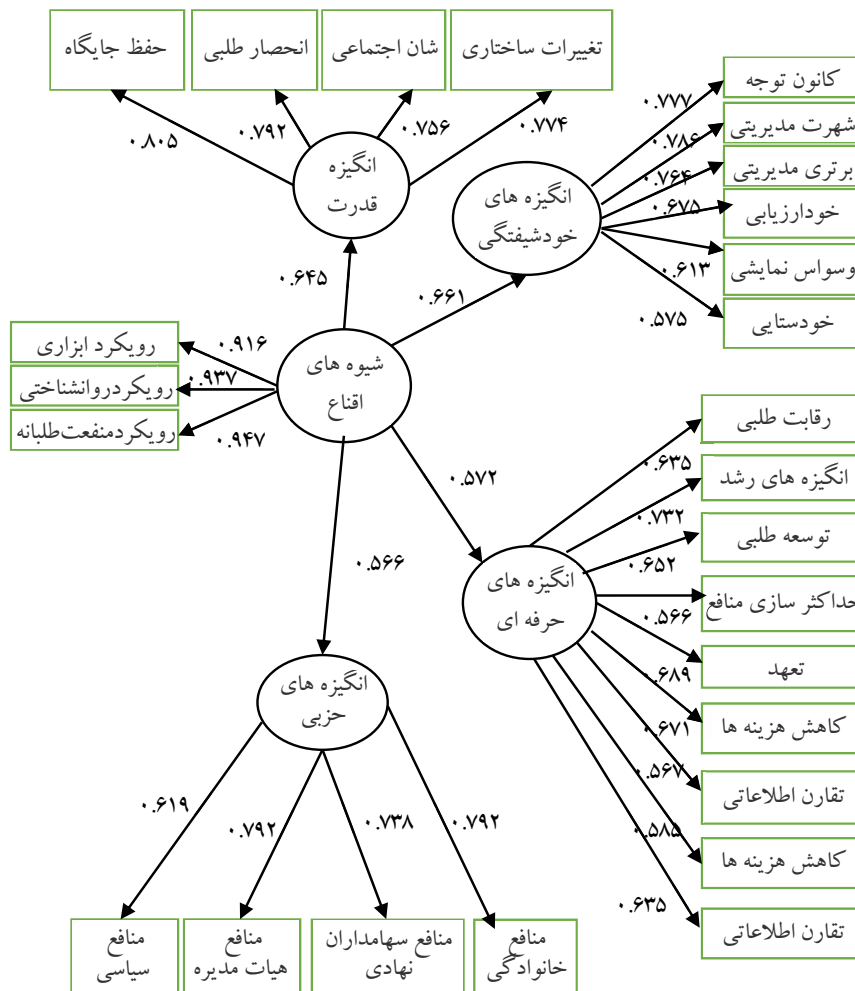 تغییرات ساختاری
شان اجتماعی
انحصار طلبی
حفظ جایگاه
۰.۷۷۴
۰.۷۵۶
۰.۷۹۲
۰.۸۰۵
انگیزه
قدرت
۰.۶۴۵
انگیزه های
خودشیفتگی
۰.۶۶۱
کانون توجه
شهرت مدیریتی
برتری مدیریتی
خودارزیابی
وسواس نمایشی
خودستایی
۰.۷۷۷
۰.۷۸۶
۰.۷۶۴
۰.۶۷۵
۰.۶۱۳
۰.۵۷۵
شیوه های
اقناع
رویکرد ابزاری
رویکردروانشناختی
رویکردمنفعت‌طلبانه
۰.۹۱۶
۰.۹۳۷
۰.۹۴۷
۰.۵۷۲
۰.۵۶۶
انگیزه های
حرفه ای
رقابت طلبی
انگیزه های رشد
توسعه طلبی
حداکثر سازی منافع
تعهد
کاهش هزینه ها
تقارن اطلاعاتی
کاهش هزینه ها
تقارن اطلاعاتی
۰.۶۳۵
۰.۷۳۲
۰.۶۵۲
۰.۵۶۶
۰.۶۸۹
۰.۶۷۱
۰.۵۶۷
۰.۵۸۵
۰.۶۳۵
انگیزه های
حزبی
۰.۷۹۲
۰.۷۳۸
۰.۷۹۲
۰.۶۱۹
منافع
خانوادگی
منافع سهامداران
نهادی
منافع
هیات مدیره
منافع
سیاسی